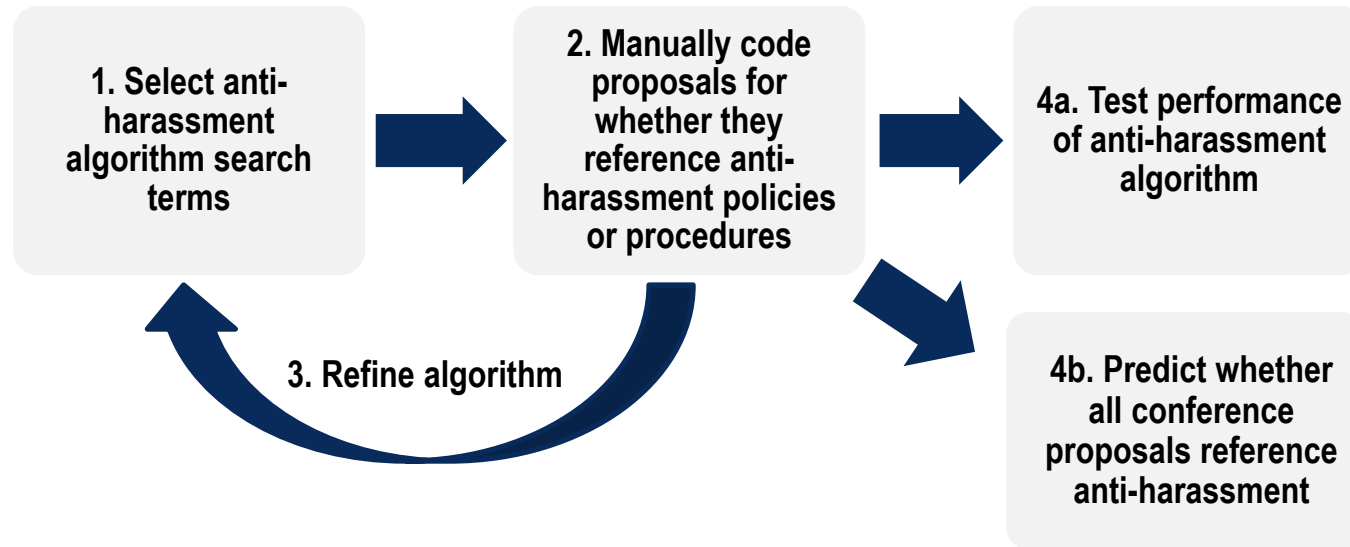 1. Select anti-
harassment
algorithm search
terms
2. Manually code
proposals for
whether they
reference anti-
harassment policies
or procedures
3. Refine algorithm
4a. Test performance
of anti-harassment
algorithm
4b. Predict whether
all conference
proposals reference
anti-harassment